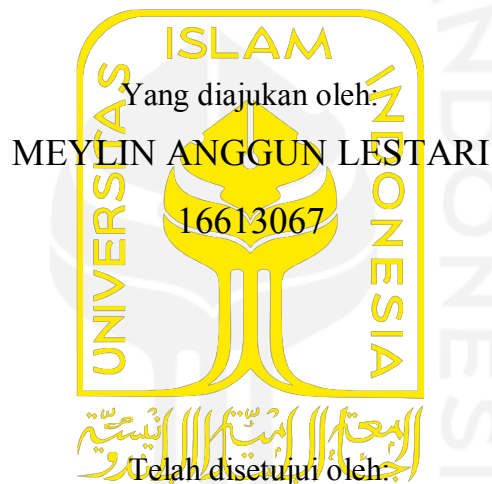 ISLAM
UNIVERSITAS
INDONESIA
Yang diajukan oleh:
MEYLIN ANGGUN LESTARI
16613067
Telah disetujui oleh: